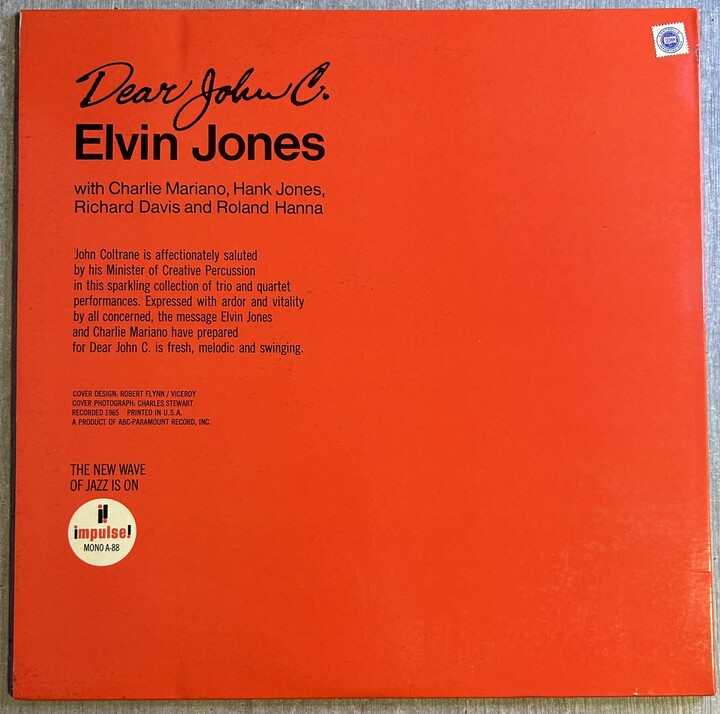 Dear John C.
Elvin Jones
with Charlie Mariano, Hank Jones,
Richard Davis and Roland Hanna
John Coltrane is affectionately saluted
by his Minister of Creative Percussion
in this sparkling collection of trio and quartet
performances. Expressed with ardor and vitality
by all concerned, the message Elvin Jones
and Charlie Mariano have prepared
for Dear John C. is fresh, melodic and swinging.
COVER DESIGN: ROBERT FLYNN / VICEROY
COVER PHOTOGRAPH: CHARLES STEWART
RECORDED 1965 PRINTED IN U.S.A.
A PRODUCT OF ABC-PARAMOUNT RECORD, INC.
THE NEW WAVE
OF JAZZ IS ON
impulse!
MONO A-88